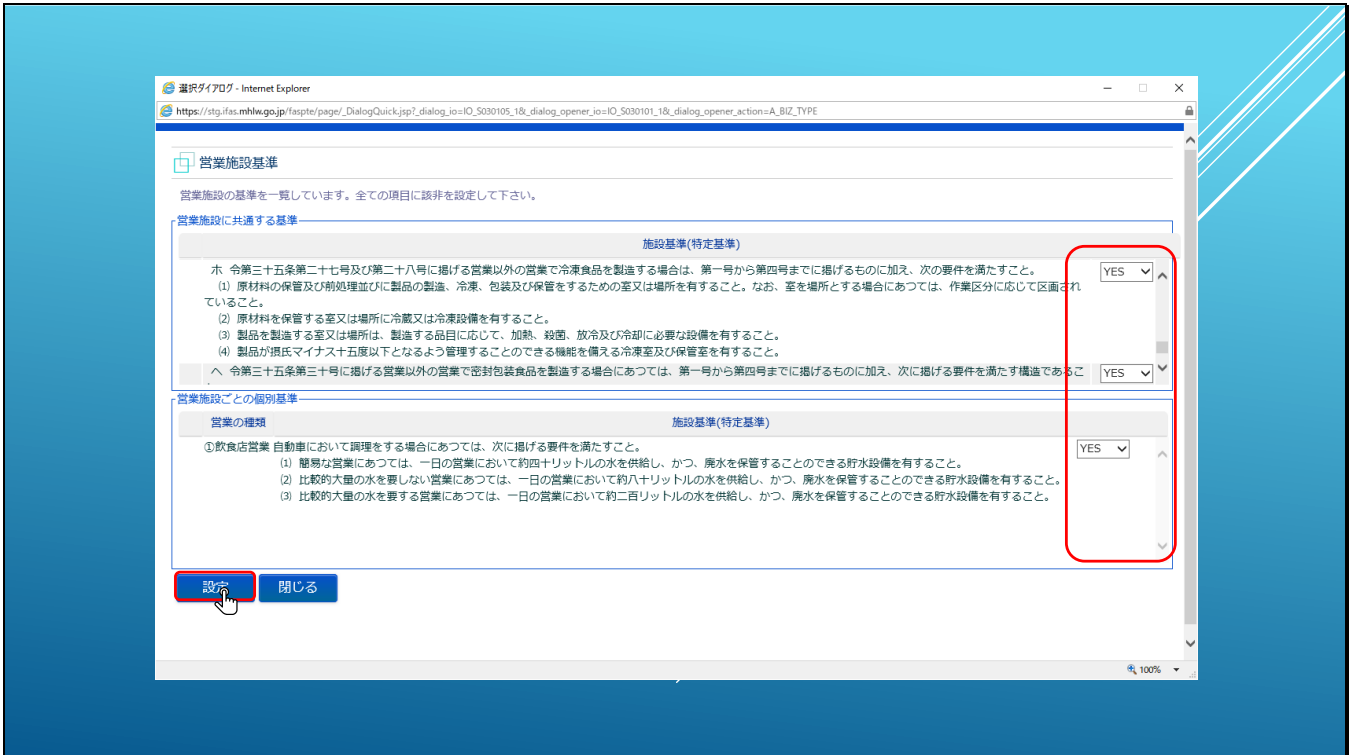 選択ダイアログ - Internet Explorer
https://stg.ifas.mhlw.go.jp/faspte/page/_DialogQuick.jsp?_dialog_io=IO_S030105_1&_dialog_opener_io=IO_S030101_1&_dialog_opener_action=A_BIZ_TYPE
営業施設基準
営業施設の基準を一覧しています。全ての項目に該非を設定して下さい。
営業施設に共通する基準
施設基準(特定基準)
ホ 令第三十五条第二十七号及び第二十八号に掲げる営業以外の営業で冷凍食品を製造する場合は、第一号から第四号までに掲げるものに加え、次の要件を満たすこと。 YES
⑴ 原材料の保管及び前処理並びに製品の製造、冷凍、包装及び保管をするための室又は場所を有すること。なお、室を場所とする場合にあつては、作業区分に応じて区画され
ていること。
⑵ 原材料を保管する室又は場所に冷蔵又は冷凍設備を有すること。
⑶ 製品を製造する室又は場所は、製造する品目に応じて、加熱、殺菌、放冷及び冷却に必要な設備を有すること。
⑷ 製品が摂氏マイナス十五度以下となるよう管理することのできる機能を備える冷凍室及び保管室を有すること。
ヘ 令第三十五条第三十号に掲げる営業以外の営業で密封包装食品を製造する場合にあつては、第一号から第四号までに掲げるものに加え、次に掲げる要件を満たす構造であるこ YES
営業施設ごとの個別基準
営業の種類 施設基準(特定基準)
①飲食店営業 自動車において調理をする場合にあつては、次に掲げる要件を満たすこと。 YES
⑴ 簡易な営業にあつては、一日の営業において約四十リットルの水を供給し、かつ、廃水を保管することのできる貯水設備を有すること。
⑵ 比較的大量の水を要しない営業にあつては、一日の営業において約八十リットルの水を供給し、かつ、廃水を保管することのできる貯水設備を有すること。
⑶ 比較的大量の水を要する営業にあつては、一日の営業において約二百リットルの水を供給し、かつ、廃水を保管することのできる貯水設備を有すること。
設定 閉じる
100%